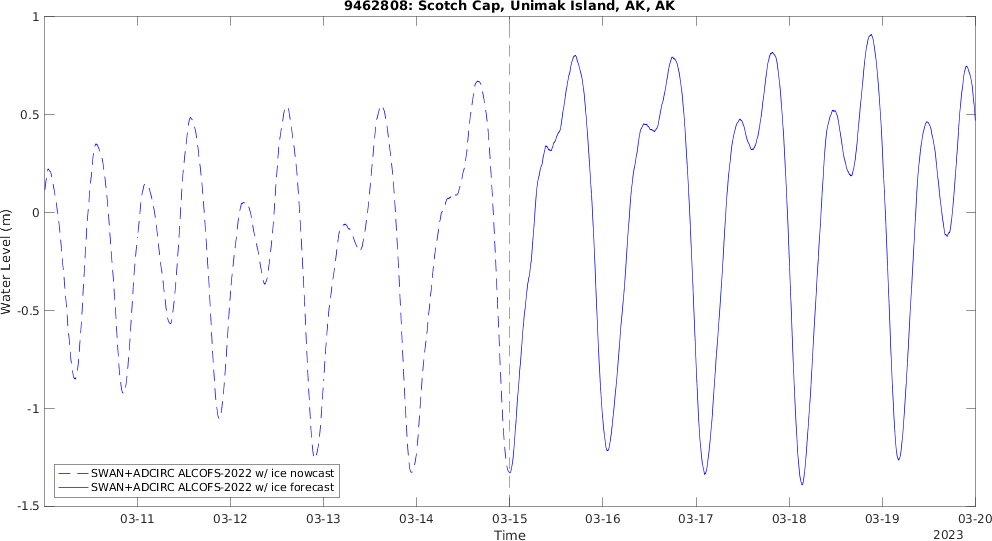 9462808: Scotch Cap, Unimak Island, AK, AK
1
0.5
0
-0.5
-1
-1.5
Water Level (m)
SWAN+ADCIRC ALCOFS-2022 w/ ice nowcast
SWAN+ADCIRC ALCOFS-2022 w/ ice forecast
03-11 03-12 03-13 03-14 03-15 03-16 03-17 03-18 03-19 03-20
Time
2023